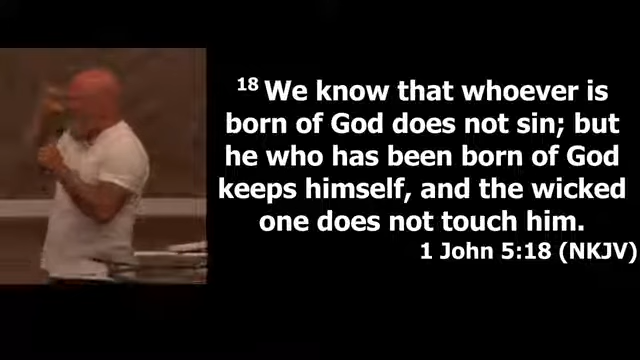 18 We know that whoever is
born of God does not sin; but
he who has been born of God
keeps himself, and the wicked
one does not touch him.
1 John 5:18 (NKJV)